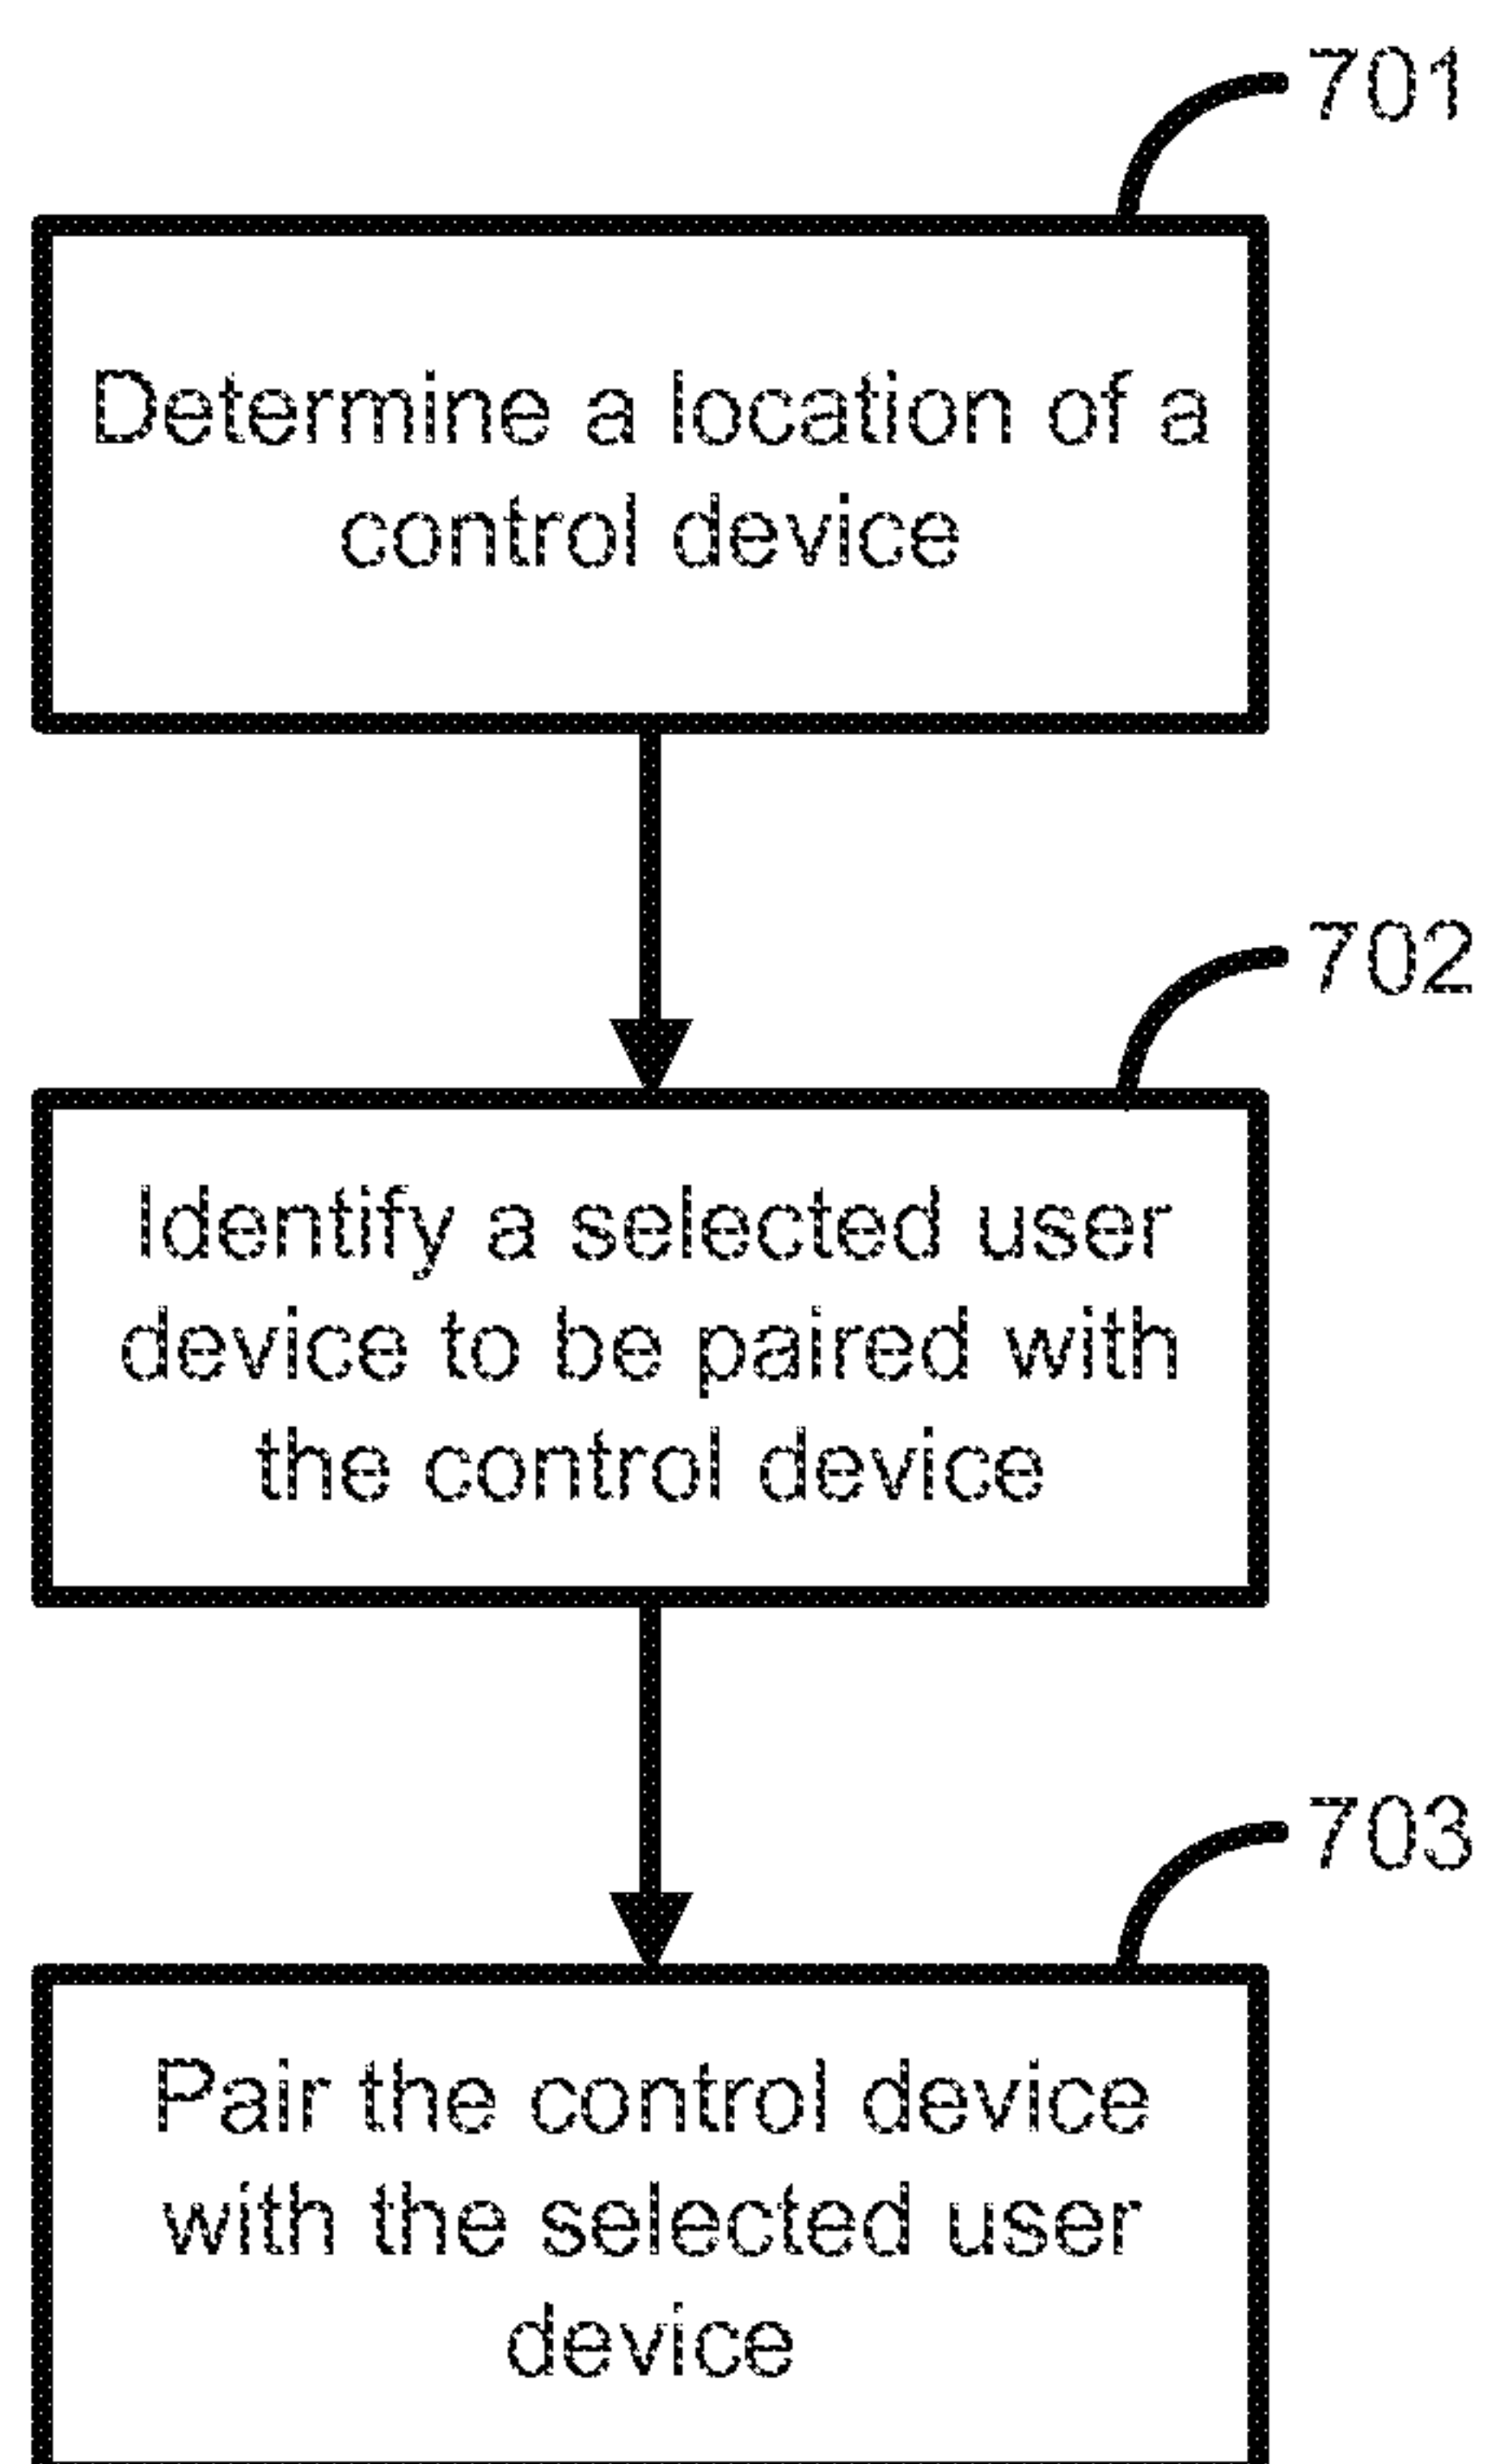 701
Determine a location of a
control device
702
Identify a selected user
device to be paired with
the control device
703
Pair the control device
with the selected user
device